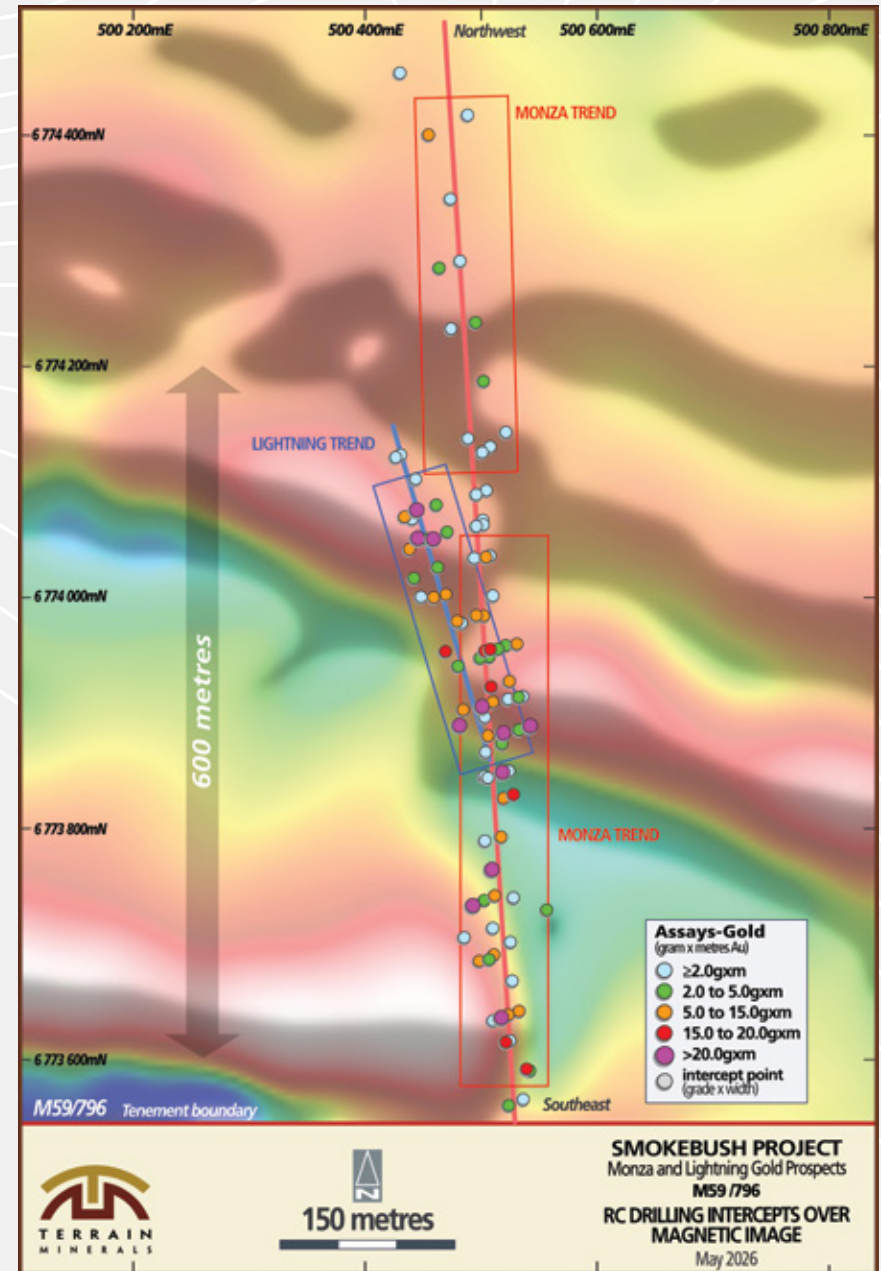 500 200mE
500 400mE
Northwest
500 600mE
500 800mE
MONZA TREND
6 774 400mN
6 774 200mN
LIGHTNING TREND
6 774 000mN
600 metres
6 773 800mN
MONZA TREND
Assays-Gold
(gram x metres Au)
≥2.0gxm
2.0 to 5.0gxm
5.0 to 15.0gxm
15.0 to 20.0gxm
>20.0gxm
intercept point
(grade x width)
6 773 600mN
M59/796 Tenement boundary
Southeast
TERRAIN
MINERALS
N
150 metres
SMOKEBUSH PROJECT
Monza and Lightning Gold Prospects
M59 /796
RC DRILLING INTERCEPTS OVER
MAGNETIC IMAGE
May 2026